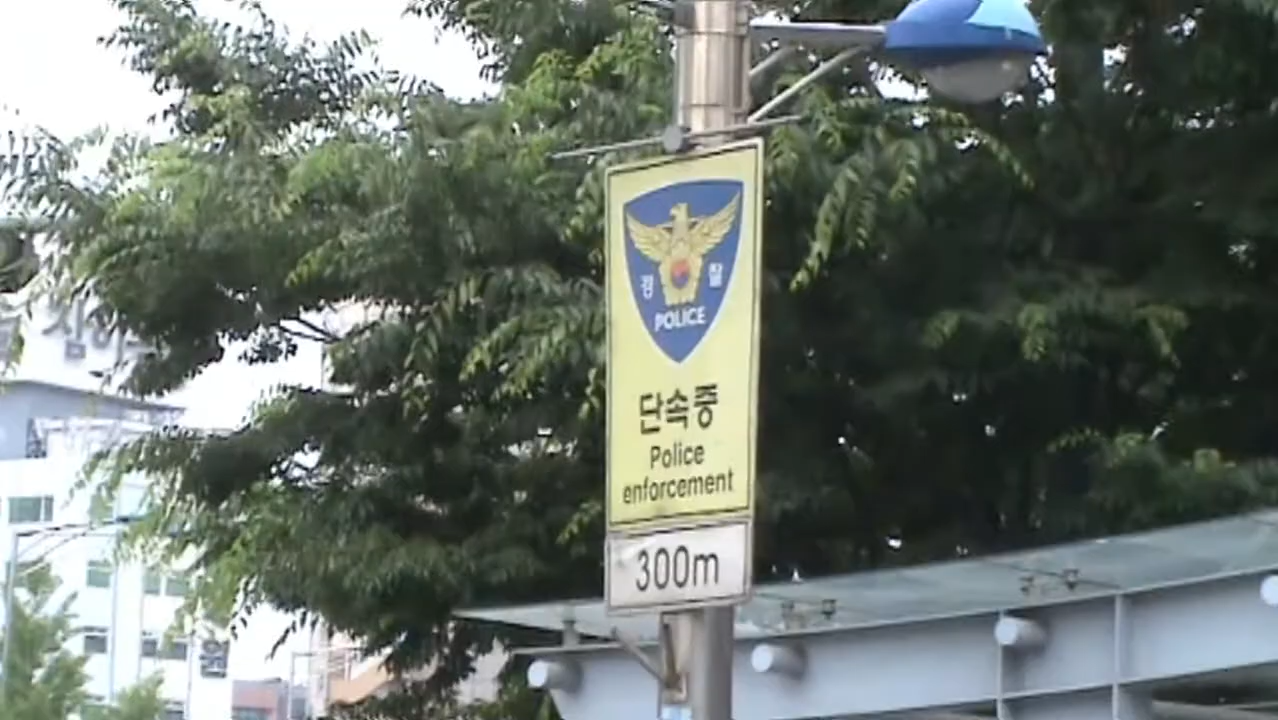 경 찰
POLICE
단속중
Police
enforcement
300m